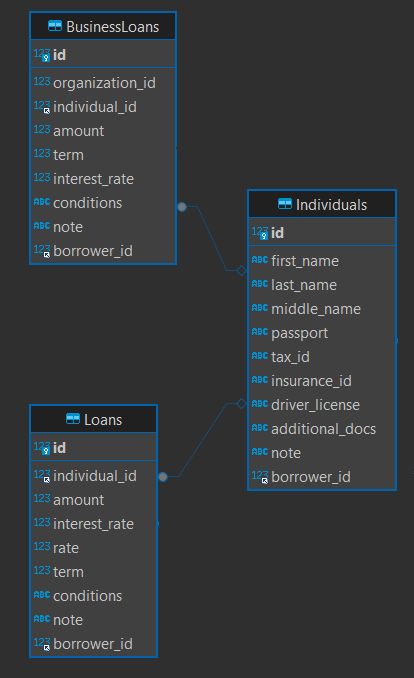 BusinessLoans
123 id
123 organization_id
123 individual_id
123 amount
123 term
123 interest_rate
ABC conditions
ABC note
123 borrower_id
Individuals
123 id
ABC first_name
ABC last_name
ABC middle_name
ABC passport
ABC tax_id
ABC insurance_id
ABC driver_license
ABC additional_docs
ABC note
123 borrower_id
Loans
123 id
123 individual_id
123 amount
123 interest_rate
123 rate
123 term
ABC conditions
ABC note
123 borrower_id